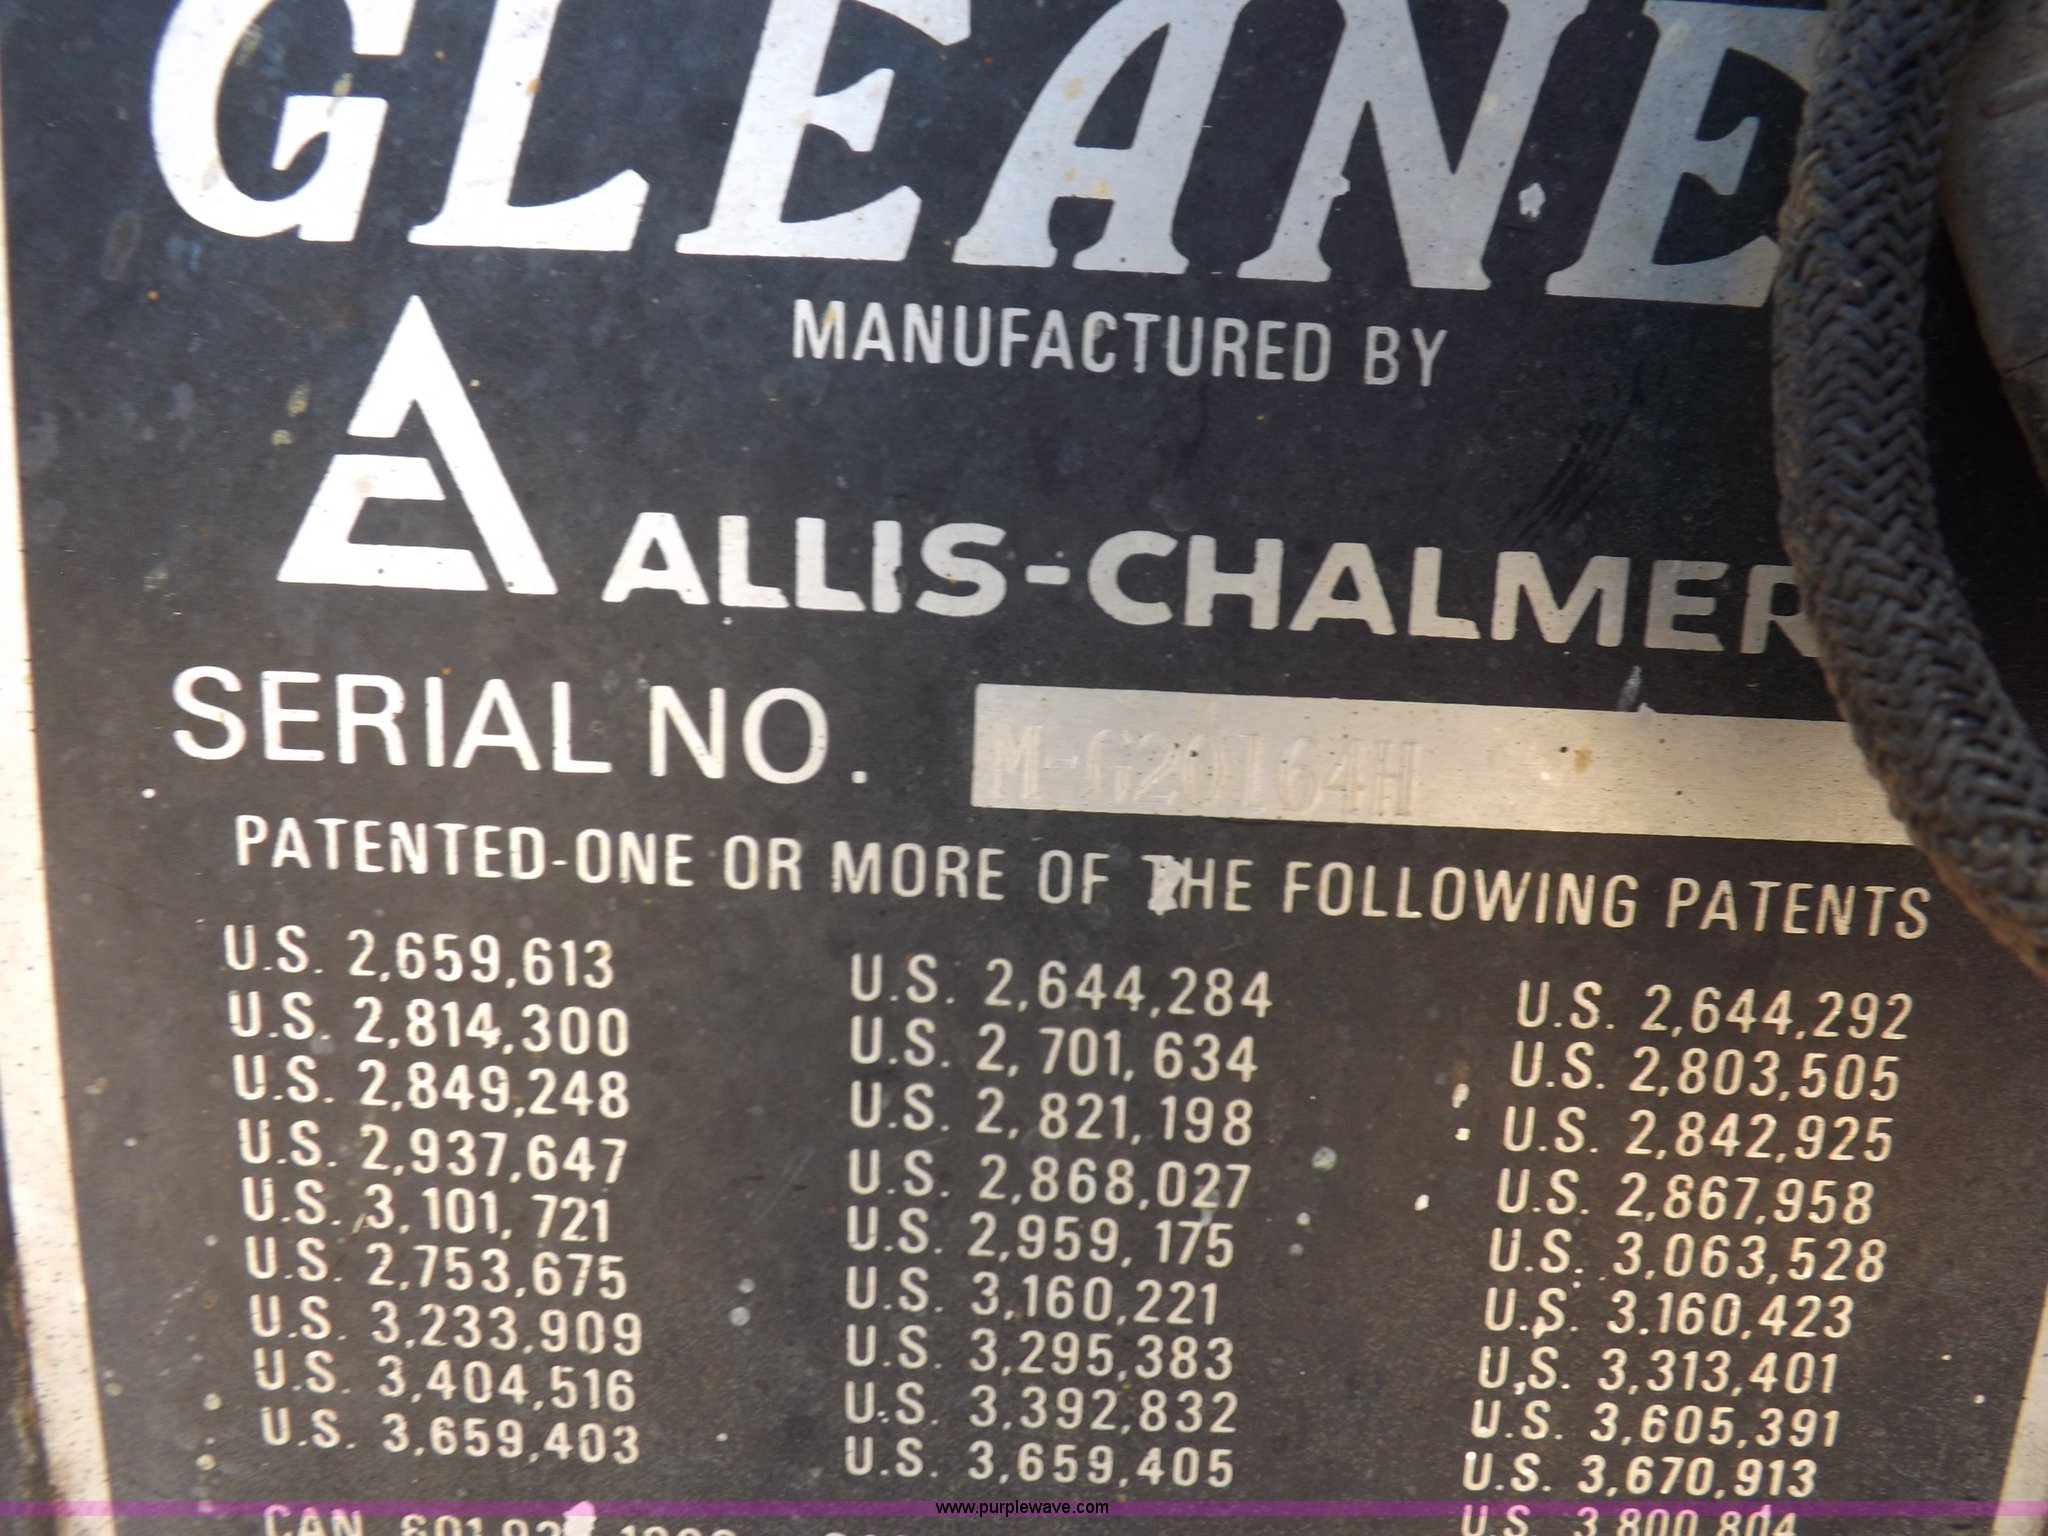 GLEANE
MANUFACTURED BY
ALLIS-CHALMER
SERIAL NO. M-G20164H
PATENTED-ONE OR MORE OF THE FOLLOWING PATENTS
U.S. 2,659,613 U.S. 2,644,284 U.S. 2,644,292
U.S. 2,814,300 U.S. 2,701,634 U.S. 2,803,505
U.S. 2,849,248 U.S. 2,821,198 U.S. 2,842,925
U.S. 2,937,647 U.S. 2,868,027 U.S. 2,867,958
U.S. 3,101,721 U.S. 2,959,175 U.S. 3,063,528
U.S. 2,753,675 U.S. 3,160,221 U.S. 3.160,423
U.S. 3,233,909 U.S. 3,295,383 U.S. 3,313,401
U.S. 3,404,516 U.S. 3,392,832 U.S. 3,605,391
U.S. 3,659,403 U.S. 3,659,405 U.S. 3,670,913
CAN. U.S. 3,800,804
www.purplewave.com